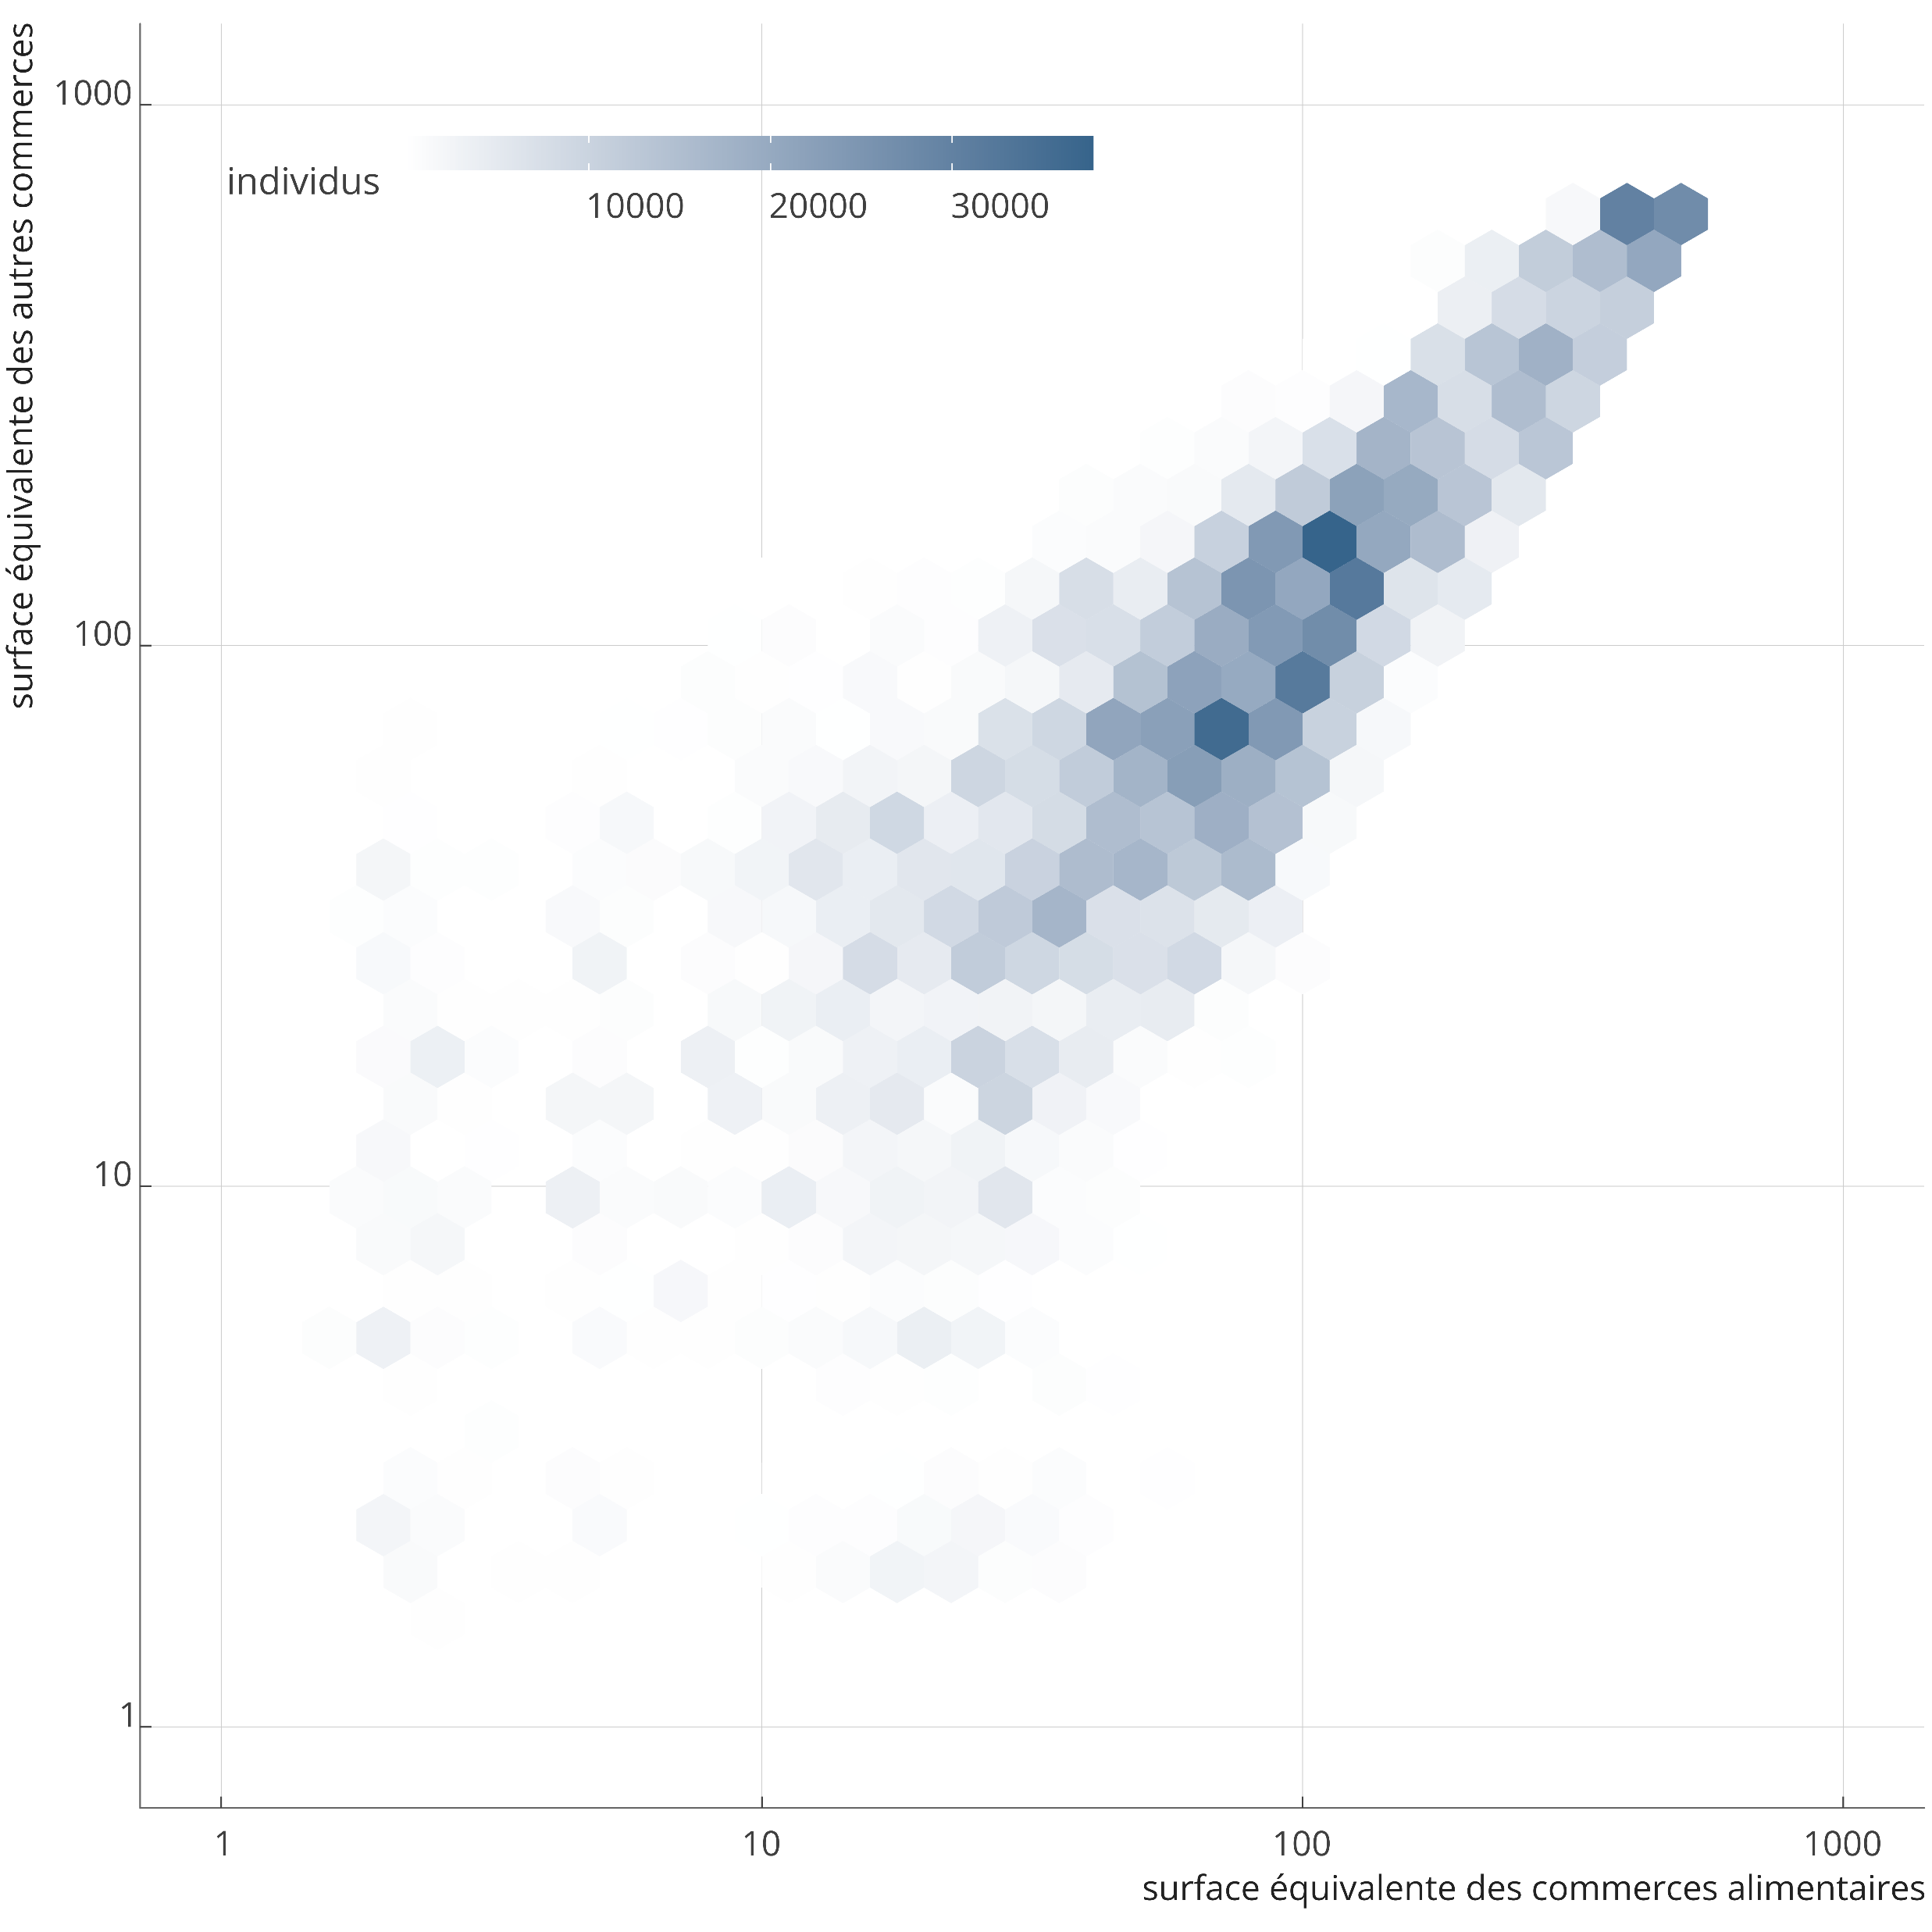 surface équivalente des autres commerces
1000
100
10
1
individus
10000 20000 30000
1 10 100 1000
surface équivalente des commerces alimentaires